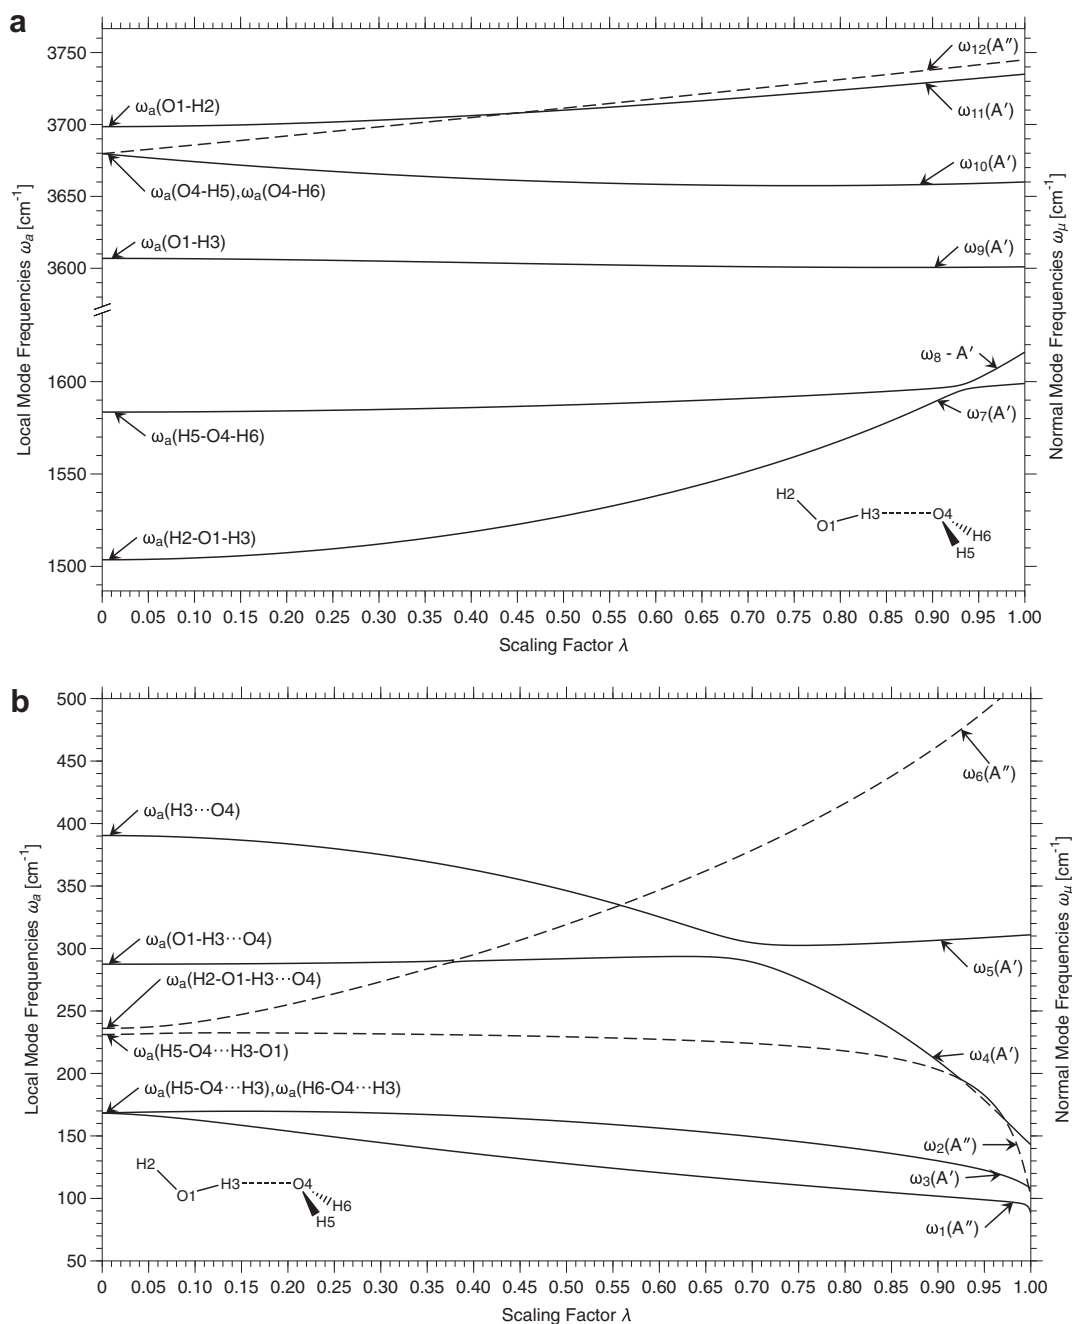 a
3750
3700
3650
3600
1600
1550
1500
Local Mode Frequencies ωa [cm-1]
Normal Mode Frequencies ωμ [cm-1]
ωa(O1-H2)
ωa(O4-H5),ωa(O4-H6)
ωa(O1-H3)
ωa(H5-O4-H6)
ωa(H2-O1-H3)
ω12(A″)
ω11(A′)
ω10(A′)
ω9(A′)
ω8 - A′
ω7(A′)
H2
O1
H3
O4
H6
H5
0 0.05 0.10 0.15 0.20 0.25 0.30 0.35 0.40 0.45 0.50 0.55 0.60 0.65 0.70 0.75 0.80 0.85 0.90 0.95 1.00
Scaling Factor λ
b
500
450
400
350
300
250
200
150
100
50
Local Mode Frequencies ωa [cm-1]
Normal Mode Frequencies ωμ [cm-1]
ωa(H3···O4)
ωa(O1-H3···O4)
ωa(H2-O1-H3···O4)
ωa(H5-O4···H3-O1)
ωa(H5-O4···H3),ωa(H6-O4···H3)
ω6(A″)
ω5(A′)
ω4(A′)
ω2(A″)
ω3(A′)
ω1(A″)
H2
O1
H3
O4
H6
H5
0 0.05 0.10 0.15 0.20 0.25 0.30 0.35 0.40 0.45 0.50 0.55 0.60 0.65 0.70 0.75 0.80 0.85 0.90 0.95 1.00
Scaling Factor λ